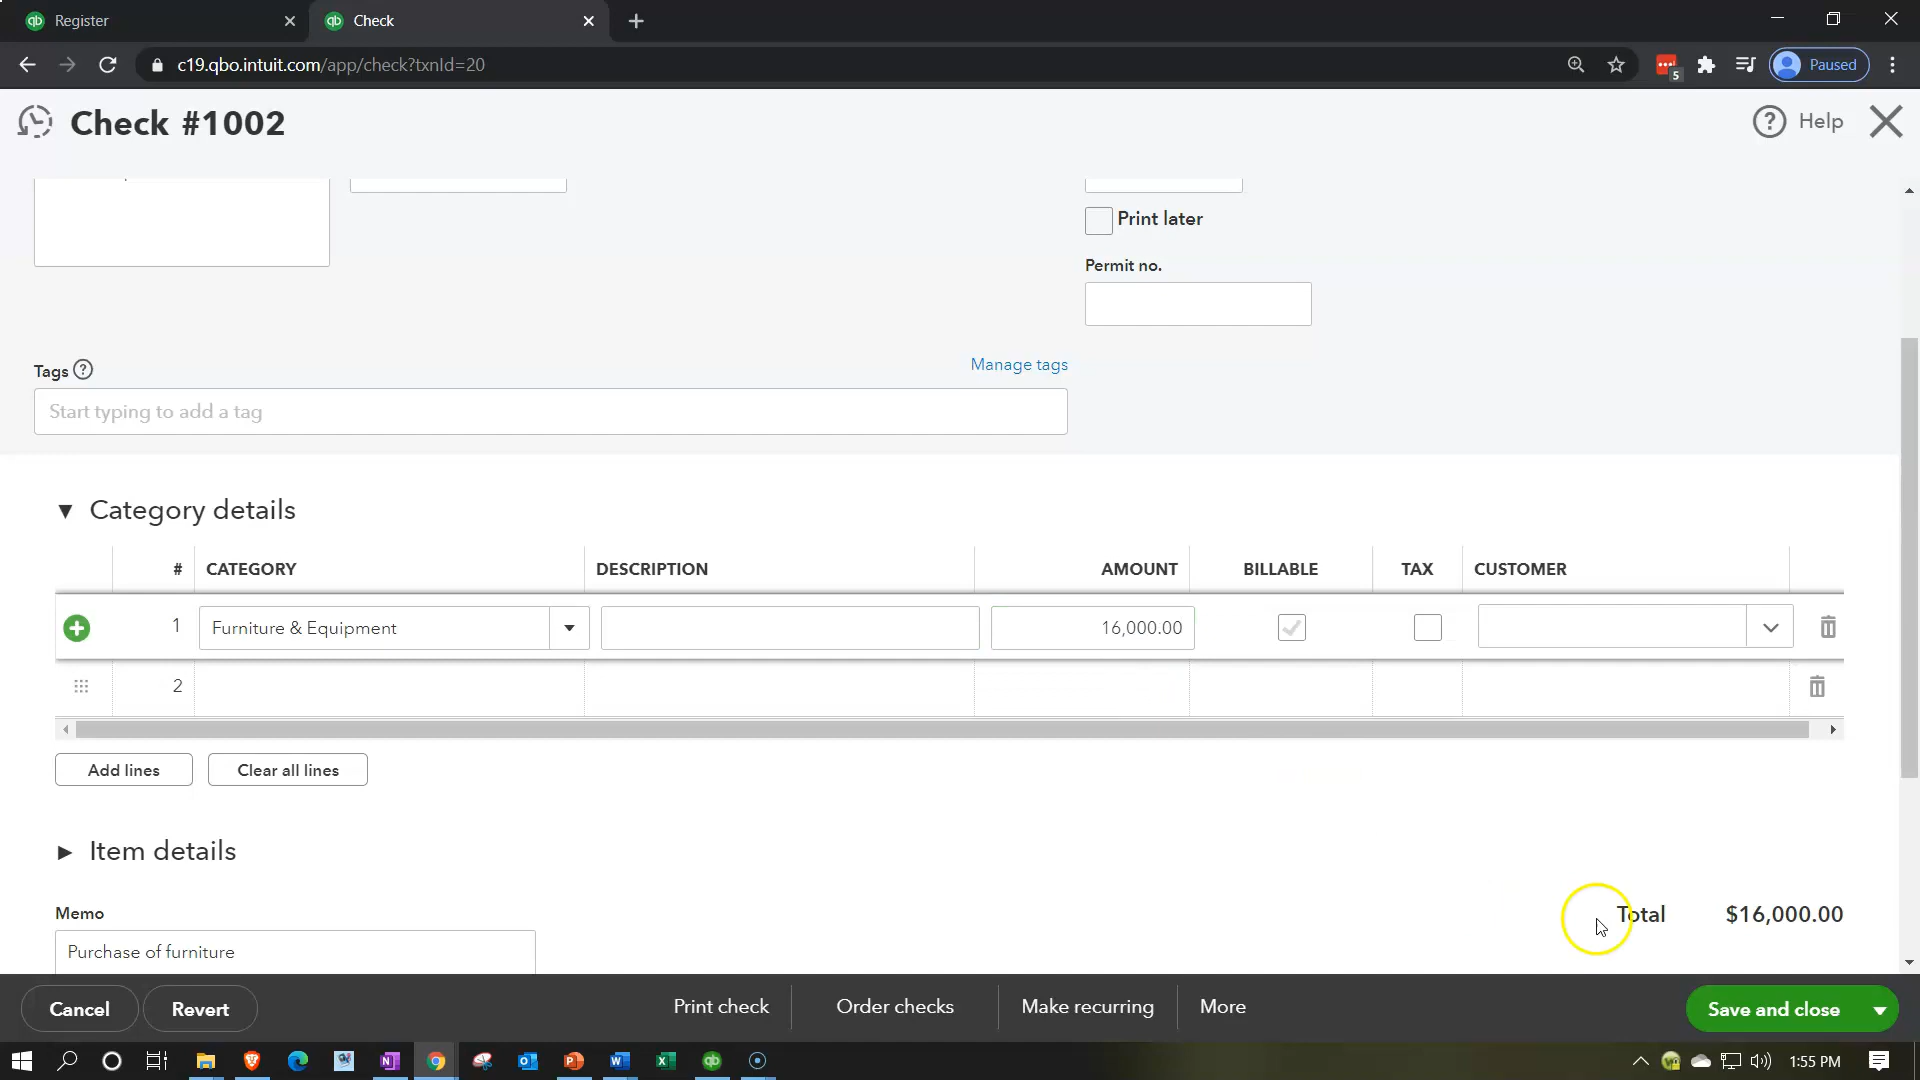 Register
Check
c19.qbo.intuit.com/app/check?txnId=20
5
Paused
Check #1002
Help
Print later
Permit no.
Tags
Manage tags
Start typing to add a tag
Category details
# CATEGORY DESCRIPTION AMOUNT BILLABLE TAX CUSTOMER
1 Furniture & Equipment 16,000.00
2
Add lines Clear all lines
Item details
Memo
Total $16,000.00
Purchase of furniture
Cancel Revert Print check Order checks Make recurring More Save and close
1:55 PM